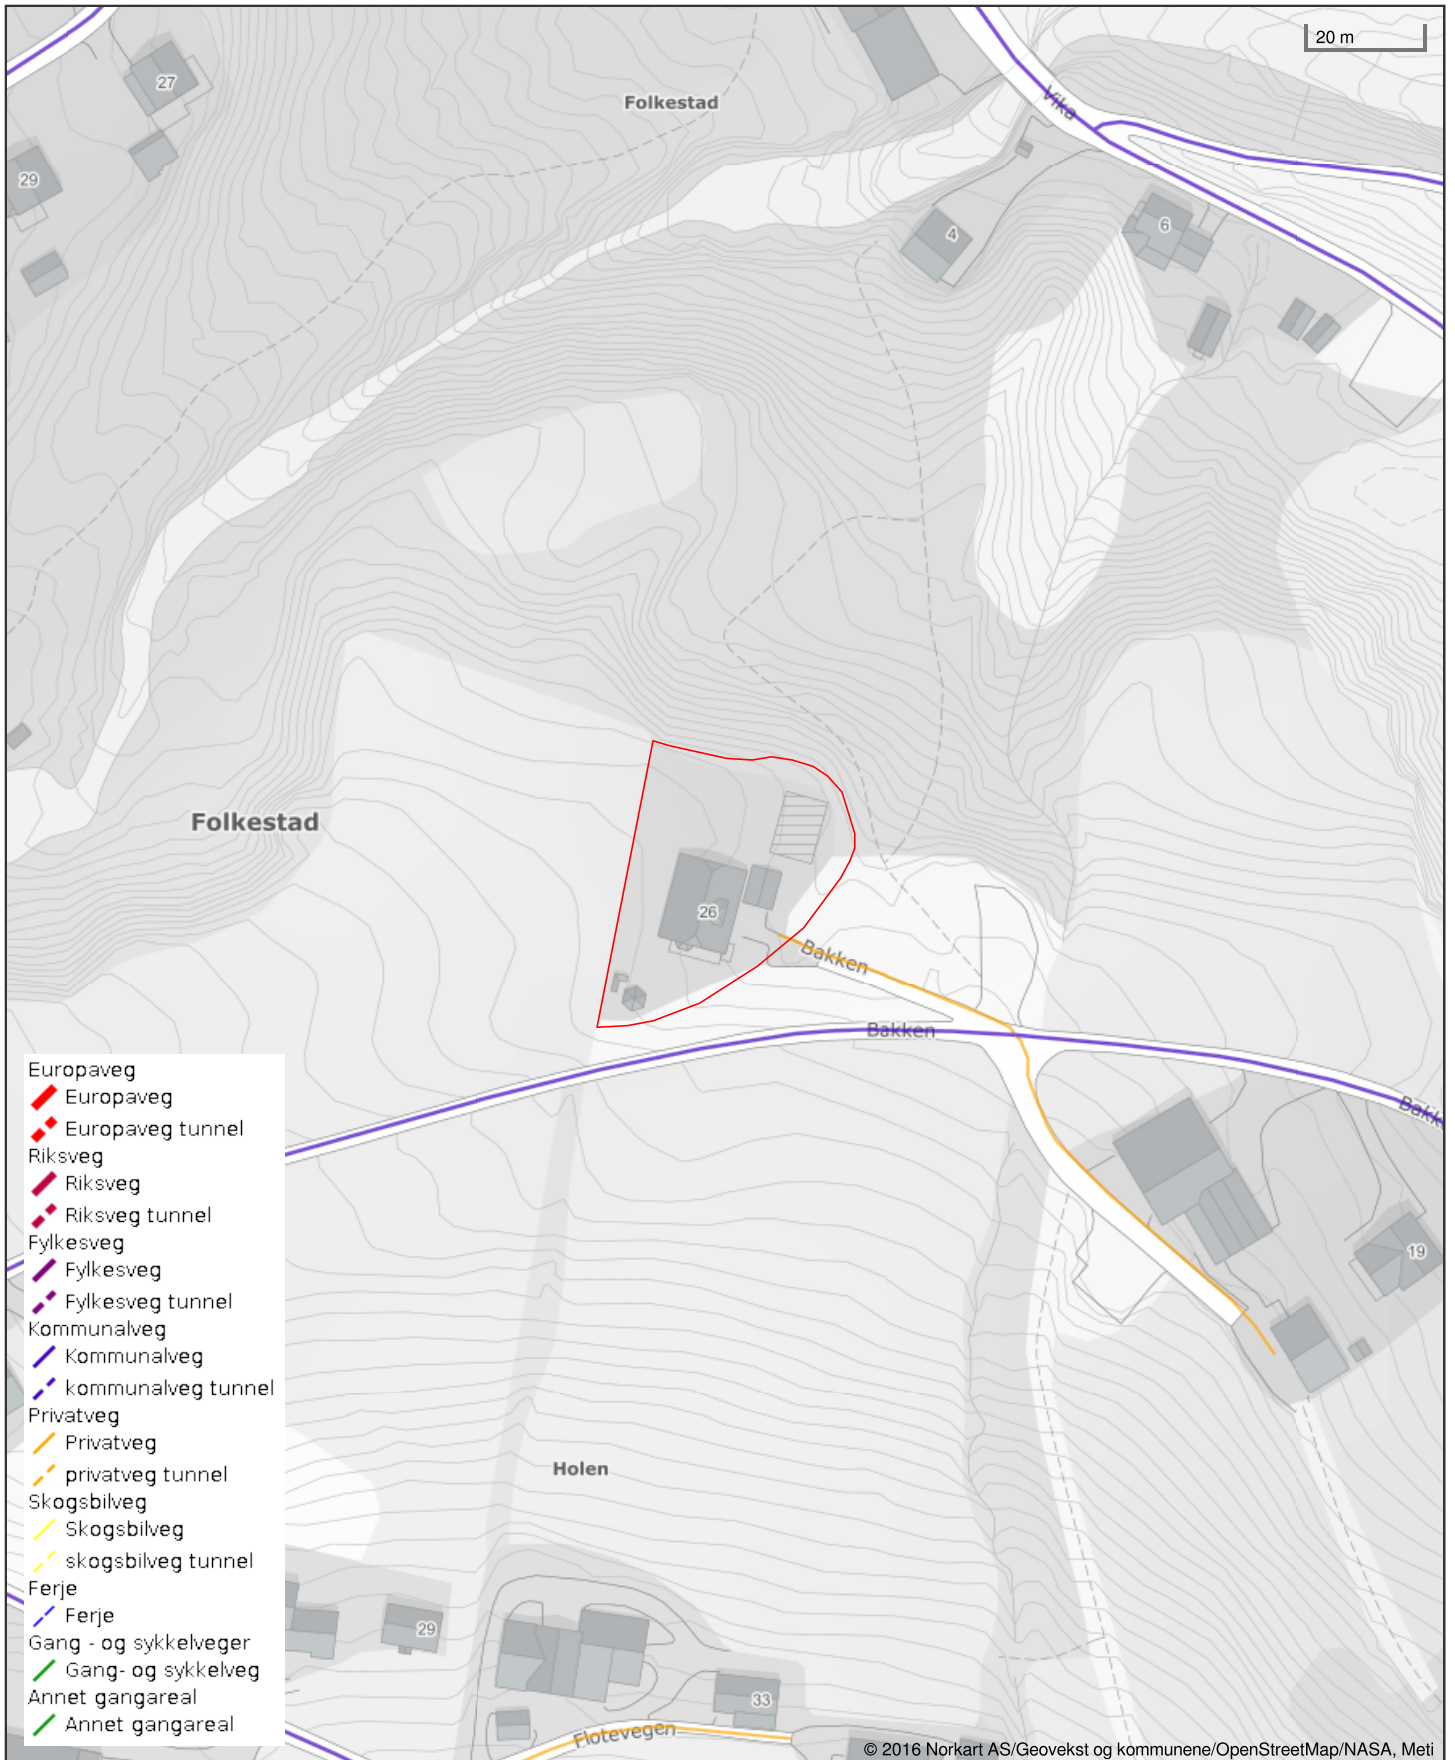 20 m
27
Folkestad
Vika
29
4
6
Folkestad
26
Bakken
Bakken
Bakk
19
Holen
29
33
Flotevegen
Europaveg
Europaveg
Europaveg tunnel
Riksveg
Riksveg
Riksveg tunnel
Fylkesveg
Fylkesveg
Fylkesveg tunnel
Kommunalveg
Kommunalveg
kommunalveg tunnel
Privatveg
Privatveg
privatveg tunnel
Skogsbilveg
Skogsbilveg
skogsbilveg tunnel
Ferje
Ferje
Gang - og sykkelveger
Gang- og sykkelveg
Annet gangareal
Annet gangareal
© 2016 Norkart AS/Geovekst og kommunene/OpenStreetMap/NASA, Meti